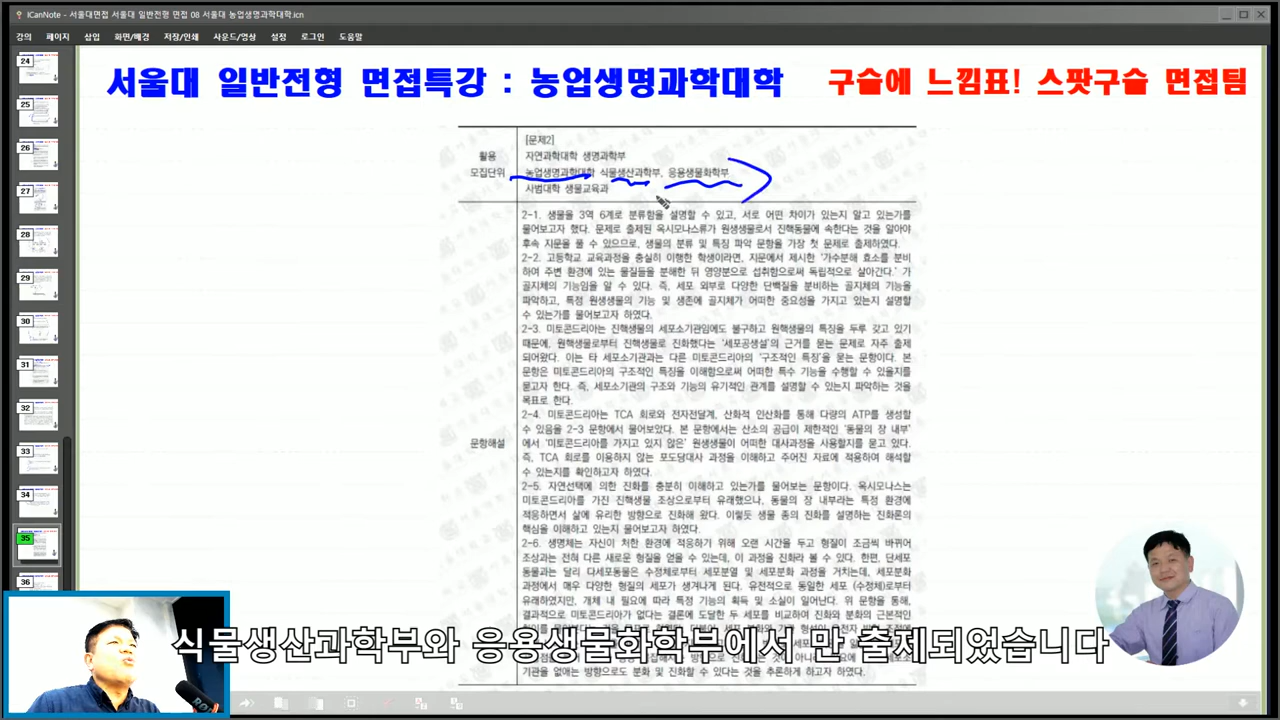 ICanNote - 서울대면접 서울대 일반전형 면접 08 서울대 농업생명과학대학.icn
강의 페이지 삽입 화면/배경 저장/인쇄 사운드/영상 설정 로그인 도움말
서울대 일반전형 면접특강 : 농업생명과학대학 구술에 느낌표! 스팟구슬 면접팀
24
25
26
27
28
29
30
31
32
33
34
35
36
활용
모집단위
[문제2]
자연과학대학 생명과학부
농업생명과학대학 식물생산과학부, 응용생물화학부
사범대학 생물교육과
문항해설
2-1. 생물을 3역 6계로 분류함을 설명할 수 있고, 서로 어떤 차이가 있는지 알고 있는가를
물어보고자 했다. 문제로 출제된 옥시모나스류가 원생생물로서 진핵동물에 속한다는 것을 알아야
후속 지문을 풀 수 있으므로, 생물의 분류 및 특징 파악 문항을 가장 첫 문제로 출제하였다.
2-2. 고등학교 교육과정을 충실히 이행한 학생이라면, 지문에서 제시한 '가수분해 효소를 분비
하여 주변 환경에 있는 물질들을 분해한 뒤 영양분으로 섭취함으로써 독립적으로 살아간다.' 가
골지체의 기능임을 알 수 있다. 즉, 세포 외부로 다양한 단백질을 분비하는 골지체의 기능을
파악하고, 특정 원생생물의 기능 및 생존에 골지체가 어떠한 중요성을 가지고 있는지 설명할
수 있는가를 물어보고자 하였다.
2-3. 미토콘드리아는 진핵생물의 세포소기관임에도 불구하고 원핵생물의 특징을 두루 갖고 있기
때문에, 원핵생물로부터 진핵생물로 진화했다는 '세포공생설'의 근거를 묻는 문제로 자주 출제
되어왔다. 이는 타 세포소기관과는 다른 미토콘드리아의 '구조적인 특징'을 묻는 문항이다. 본
문항은 미토콘드리아의 구조적인 특징을 이해함으로써 어떠한 특수 기능을 수행할 수 있을지를
묻고자 한다. 즉, 세포소기관의 구조와 기능의 유기적인 관계를 설명할 수 있는지 파악하는 것을
목표로 한다.
2-4. 미토콘드리아는 TCA 회로와 전자전달계, 산화적 인산화를 통해 다량의 ATP를 생성할
수 있음을 2-3 문항에서 물어보았다. 본 문항에서는 산소의 공급이 제한적인 '동물의 장 내부'
에서 '미토콘드리아를 가지고 있지 않은' 원생생물이 어떠한 대사과정을 사용할지를 묻고 있다.
즉, TCA 회로를 이용하지 않는 포도당대사 과정을 이해하고 주어진 자료에 적용하여 해석할
수 있는지를 확인하고자 하였다.
2-5. 자연선택에 의한 진화를 충분히 이해하고 있는가를 물어보는 문항이다. 옥시모나스는
미토콘드리아를 가진 진핵생물 조상으로부터 유래했으나, 동물의 장 내부라는 특정 환경에
적응하면서 삶에 유리한 방향으로 진화해 왔다. 이렇듯 생물 종의 진화를 설명하는 진화론의
핵심을 이해하고 있는지 물어보고자 하였다.
2-6. 생명체는 자신이 처한 환경에 적응하기 위해 오랜 시간을 두고 형질이 조금씩 바뀌어
조상과는 전혀 다른 새로운 형질을 얻을 수 있는데, 이 과정을 진화라 볼 수 있다. 한편, 단세포
동물과는 달리 다세포동물은 수정체로부터 세포분열 및 세포분화 과정을 거치는데, 세포분화
과정에서 매우 다양한 형질의 세포가 생겨나게 된다. 유전적으로 동일한 세포 (수정체)로부터
유래하였지만, 개체 내 필요에 따라 특정 기능의 획득 및 소실이 일어난다. 위 문항을 통해,
결과적으로 미토콘드리아가 없다는 결론에 도달한 두 세포를 비교하여 진화와 분화의 근본적인
식물생산과학부와 응용생물화학부에서 만 출제되었습니다
기관을 없애는 방향으로도 분화 및 진화할 수 있다는 것을 추론하게 하고자 하였다.